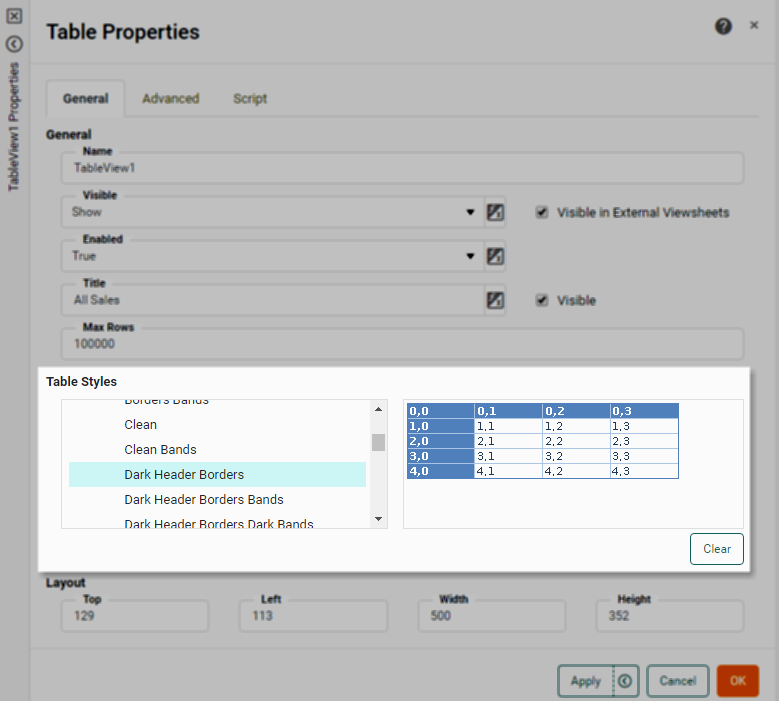 TableView1 Properties
Table Properties
General Advanced Script
General
Name
TableView1
Visible
Show
Visible in External Viewsheets
Enabled
True
Title
All Sales
Visible
Max Rows
100000
Table Styles
Borders Bands
Clean
Clean Bands
Dark Header Borders
Dark Header Borders Bands
Dark Header Borders Dark Bands
0,0 0,1 0,2 0,3
1,0 1,1 1,2 1,3
2,0 2,1 2,2 2,3
3,0 3,1 3,2 3,3
4,0 4,1 4,2 4,3
Clear
Layout
Top Left Width Height
129 113 500 352
Apply Cancel OK